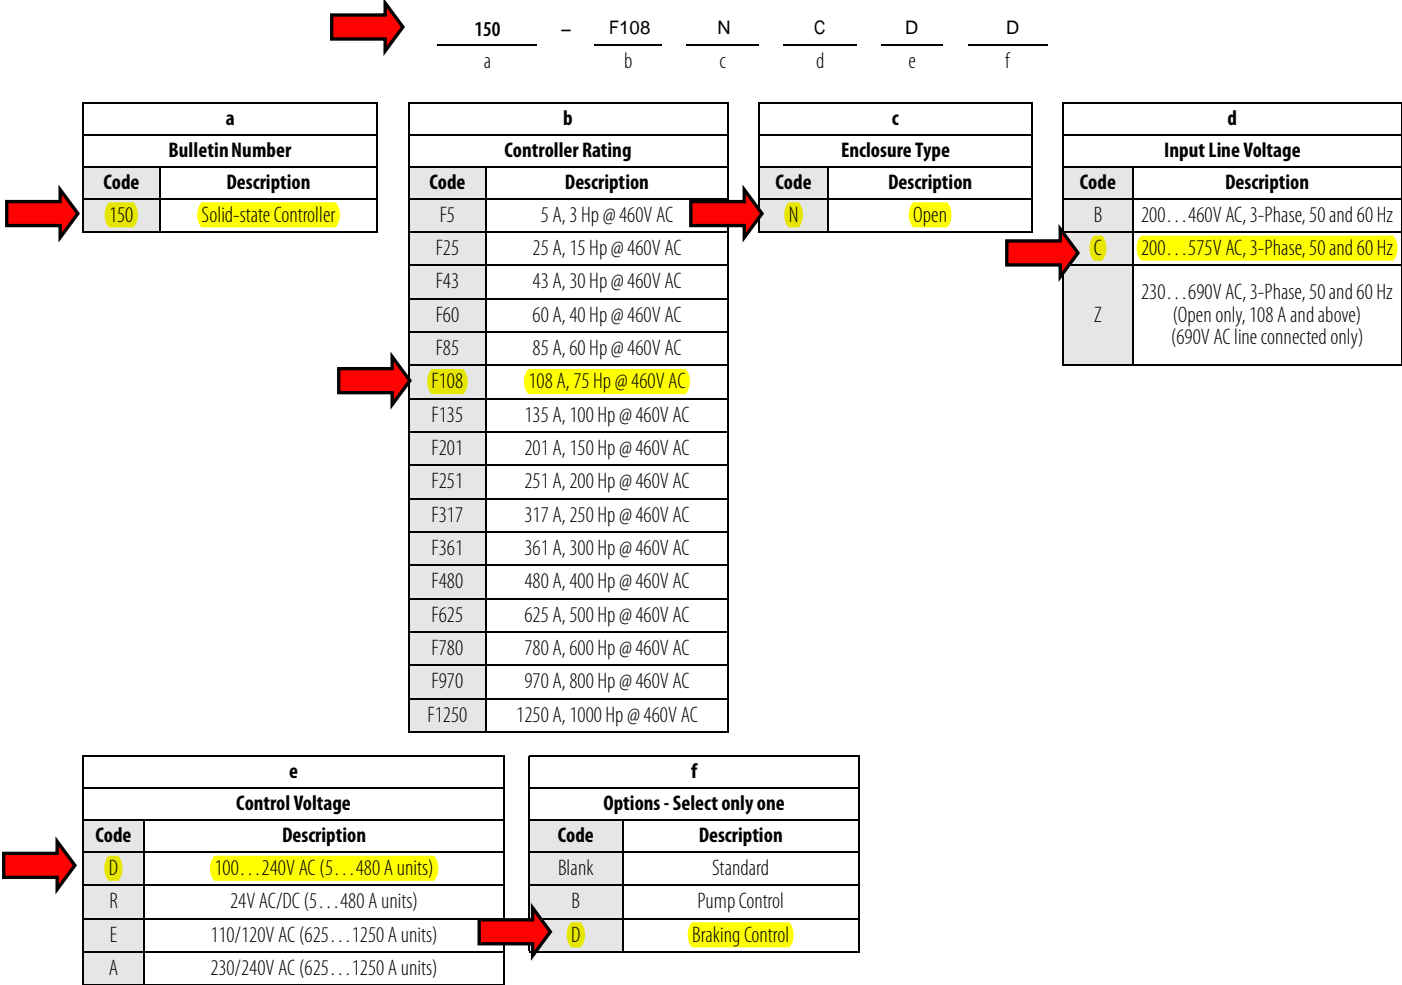 150 – F108 N C D D
a b c d e f
a
Bulletin Number
Code Description
150 Solid-state Controller
b
Controller Rating
Code Description
F5 5 A, 3 Hp @ 460V AC
F25 25 A, 15 Hp @ 460V AC
F43 43 A, 30 Hp @ 460V AC
F60 60 A, 40 Hp @ 460V AC
F85 85 A, 60 Hp @ 460V AC
F108 108 A, 75 Hp @ 460V AC
F135 135 A, 100 Hp @ 460V AC
F201 201 A, 150 Hp @ 460V AC
F251 251 A, 200 Hp @ 460V AC
F317 317 A, 250 Hp @ 460V AC
F361 361 A, 300 Hp @ 460V AC
F480 480 A, 400 Hp @ 460V AC
F625 625 A, 500 Hp @ 460V AC
F780 780 A, 600 Hp @ 460V AC
F970 970 A, 800 Hp @ 460V AC
F1250 1250 A, 1000 Hp @ 460V AC
c
Enclosure Type
Code Description
N Open
d
Input Line Voltage
Code Description
B 200...460V AC, 3-Phase, 50 and 60 Hz
C 200...575V AC, 3-Phase, 50 and 60 Hz
Z 230...690V AC, 3-Phase, 50 and 60 Hz
(Open only, 108 A and above)
(690V AC line connected only)
e
Control Voltage
Code Description
D 100...240V AC (5...480 A units)
R 24V AC/DC (5...480 A units)
E 110/120V AC (625...1250 A units)
A 230/240V AC (625...1250 A units)
f
Options - Select only one
Code Description
Blank Standard
B Pump Control
D Braking Control